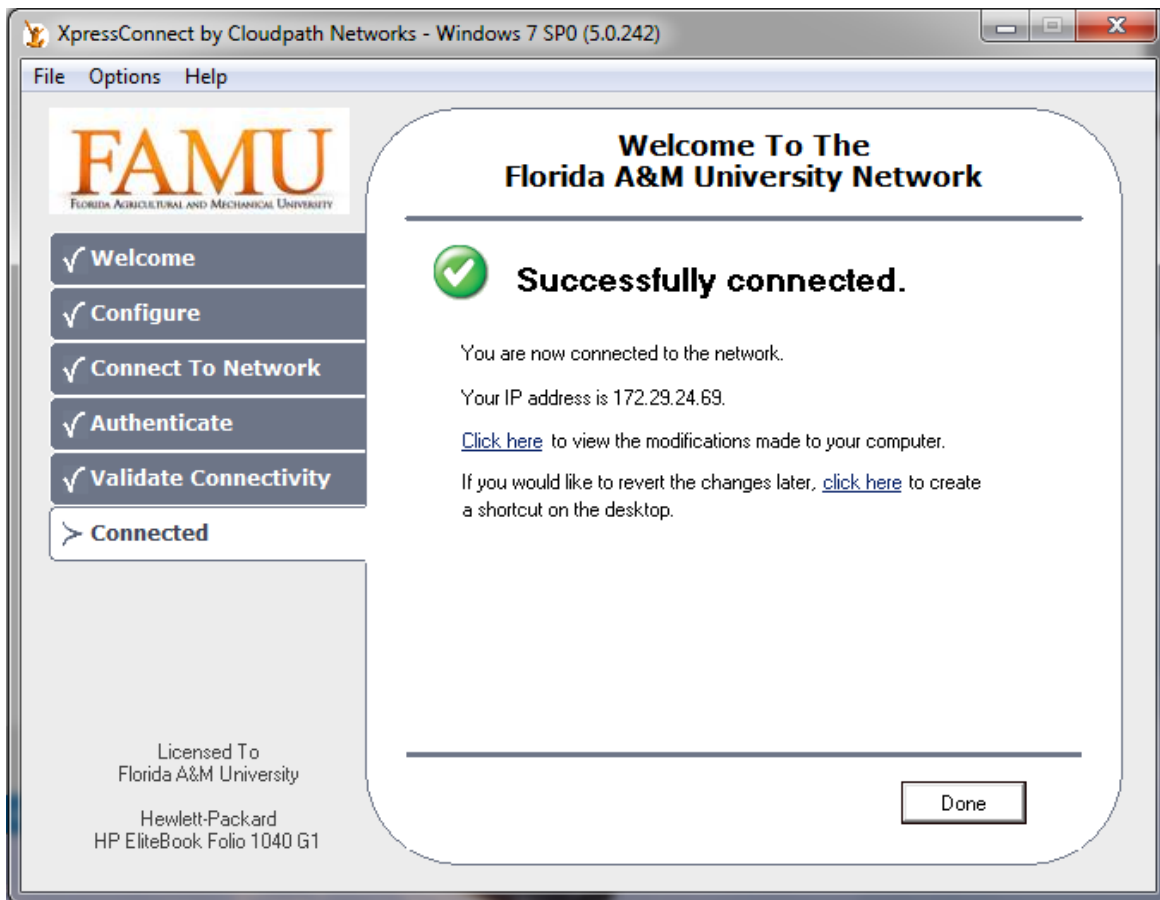 XpressConnect by Cloudpath Networks - Windows 7 SP0 (5.0.242)
File Options Help
FAMU
FLORIDA AGRICULTURAL AND MECHANICAL UNIVERSITY
Welcome
Configure
Connect To Network
Authenticate
Validate Connectivity
Connected
Licensed To
Florida A&M University
Hewlett-Packard
HP EliteBook Folio 1040 G1
Welcome To The
Florida A&M University Network
Successfully connected.
You are now connected to the network.
Your IP address is 172.29.24.69.
Click here to view the modifications made to your computer.
If you would like to revert the changes later, click here to create
a shortcut on the desktop.
Done